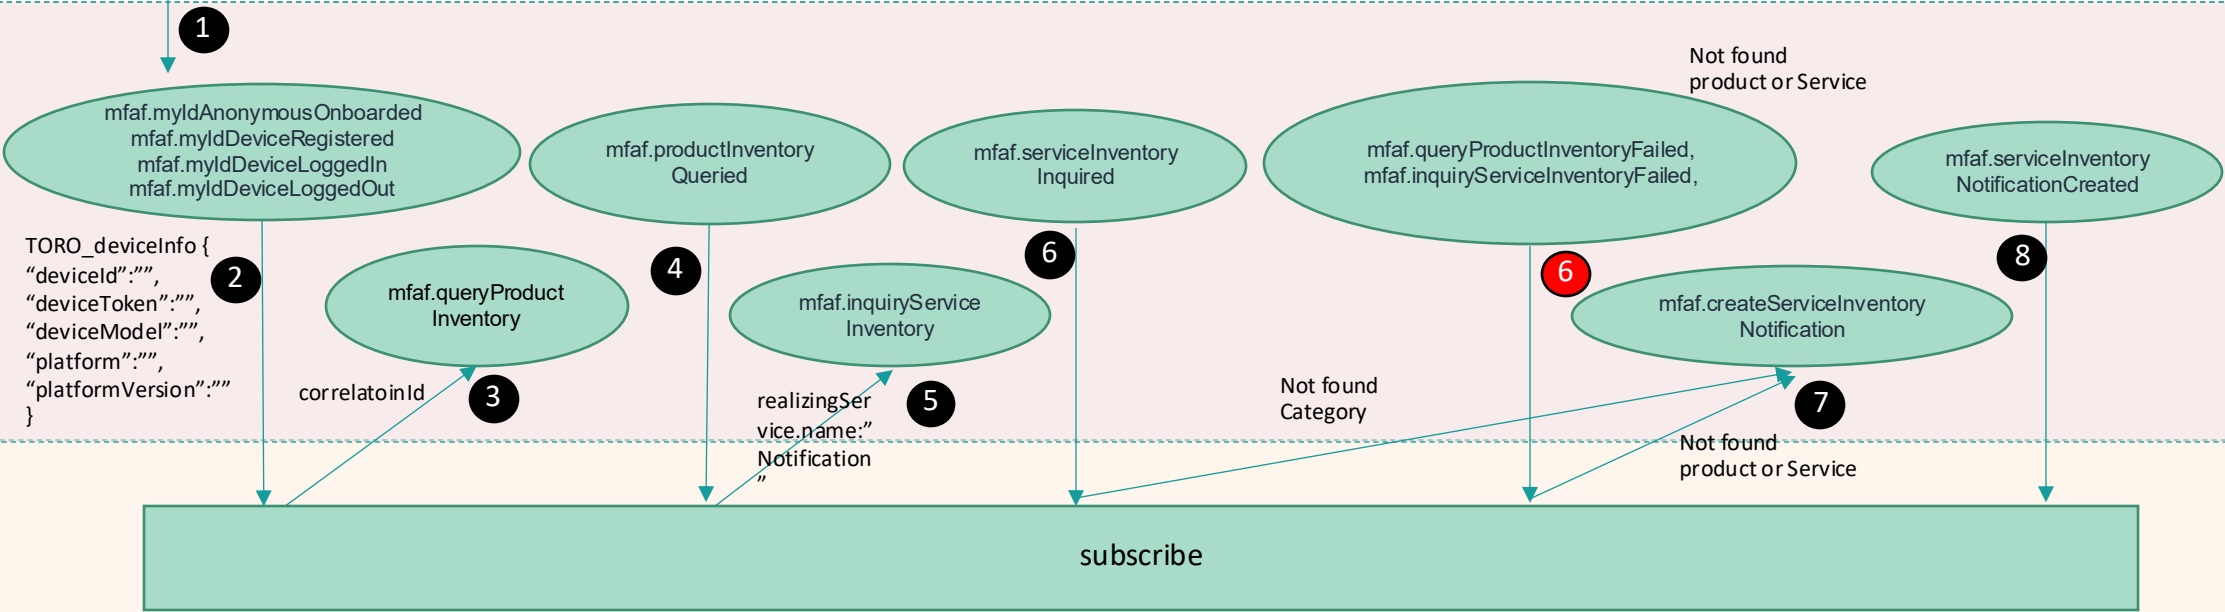 1
Not found
product or Service
mfaf.myIdAnonymousOnboarded
mfaf.myIdDeviceRegistered
mfaf.myIdDeviceLoggedIn
mfaf.myIdDeviceLoggedOut
mfaf.productInventory
Queried
mfaf.serviceInventory
Inquired
mfaf.queryProductInventoryFailed,
mfaf.inquiryServiceInventoryFailed,
mfaf.serviceInventory
NotificationCreated
TORO_deviceInfo {
“deviceId”:””,
“deviceToken”:””,
“deviceModel”:””,
“platform”:””,
“platformVersion”:””
}
2
mfaf.queryProduct
Inventory
correlatoinId
3
4
mfaf.inquiryService
Inventory
realizingSer
vice.name:”
Notification
”
5
6
6
mfaf.createServiceInventory
Notification
Not found
Category
7
Not found
product or Service
8
subscribe